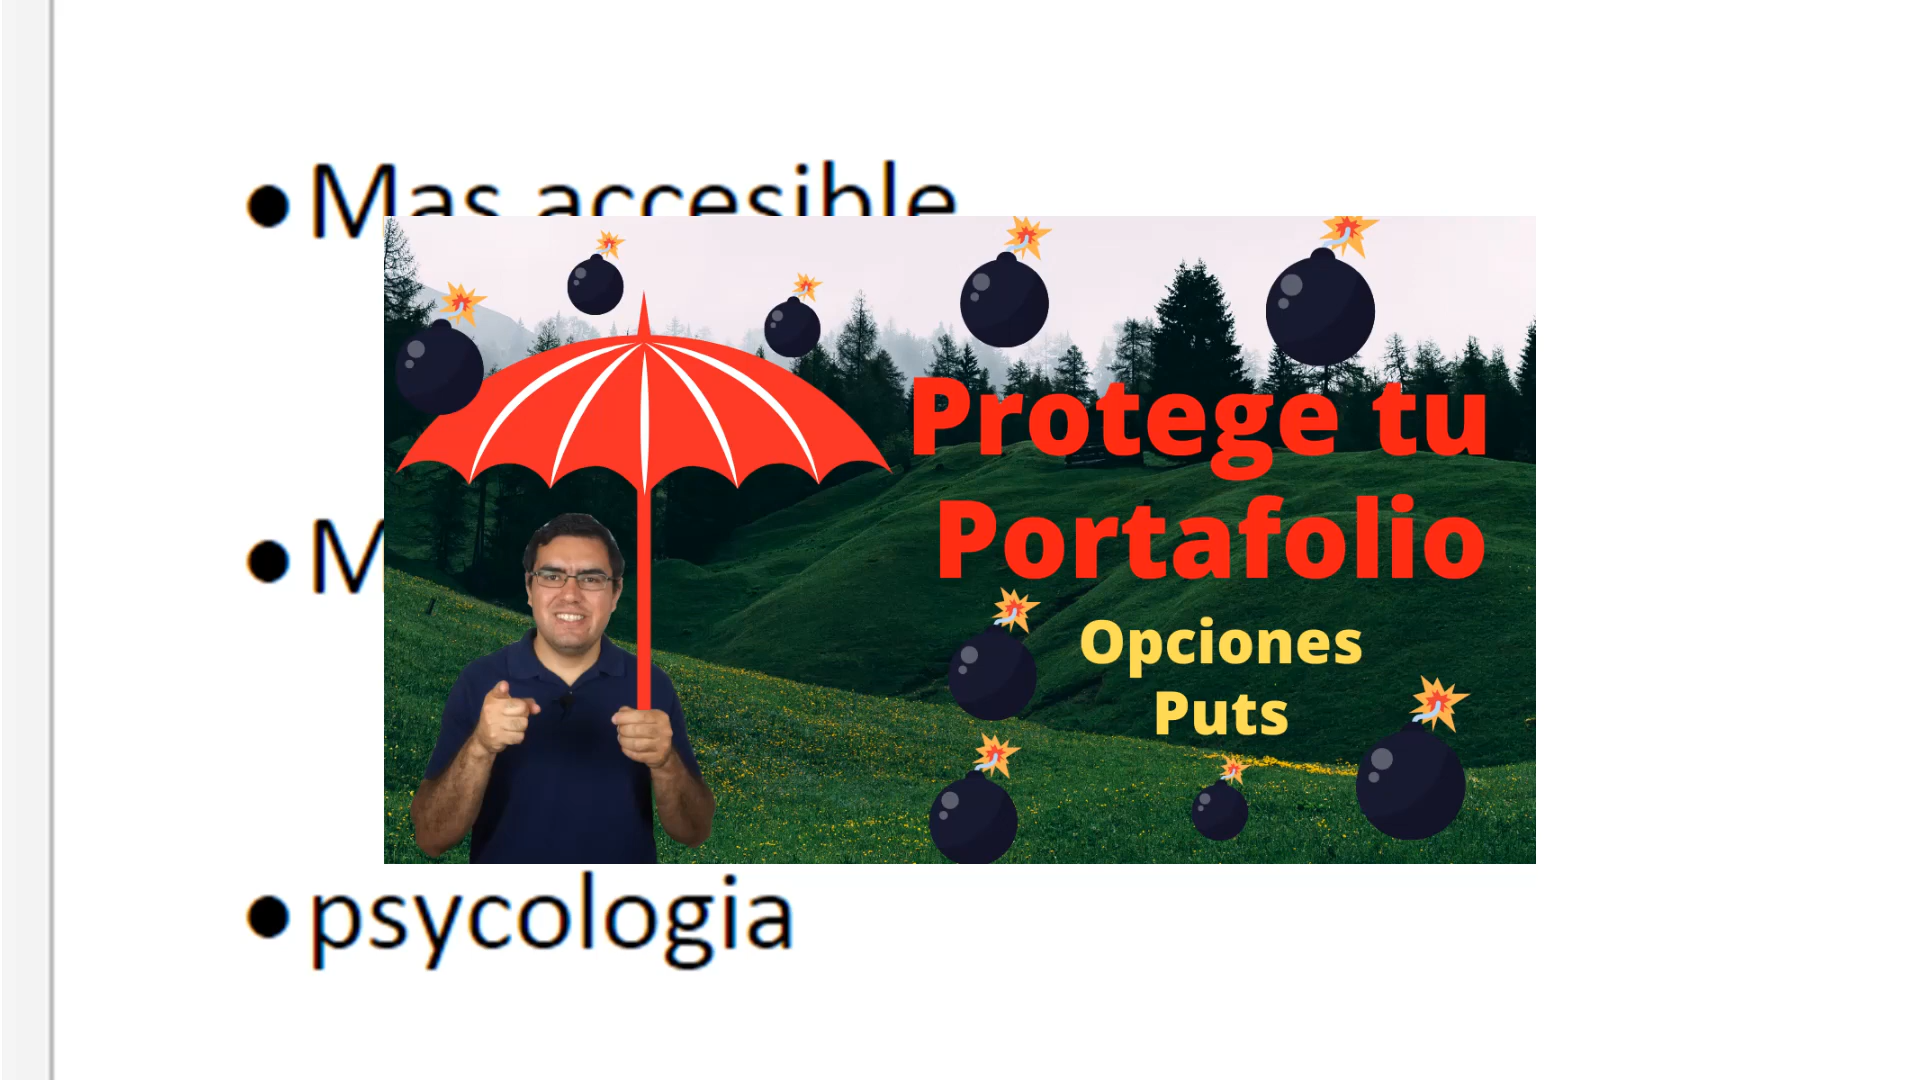 • Mas accesible
Protege tu
Portafolio
Opciones
Puts
• psycologia